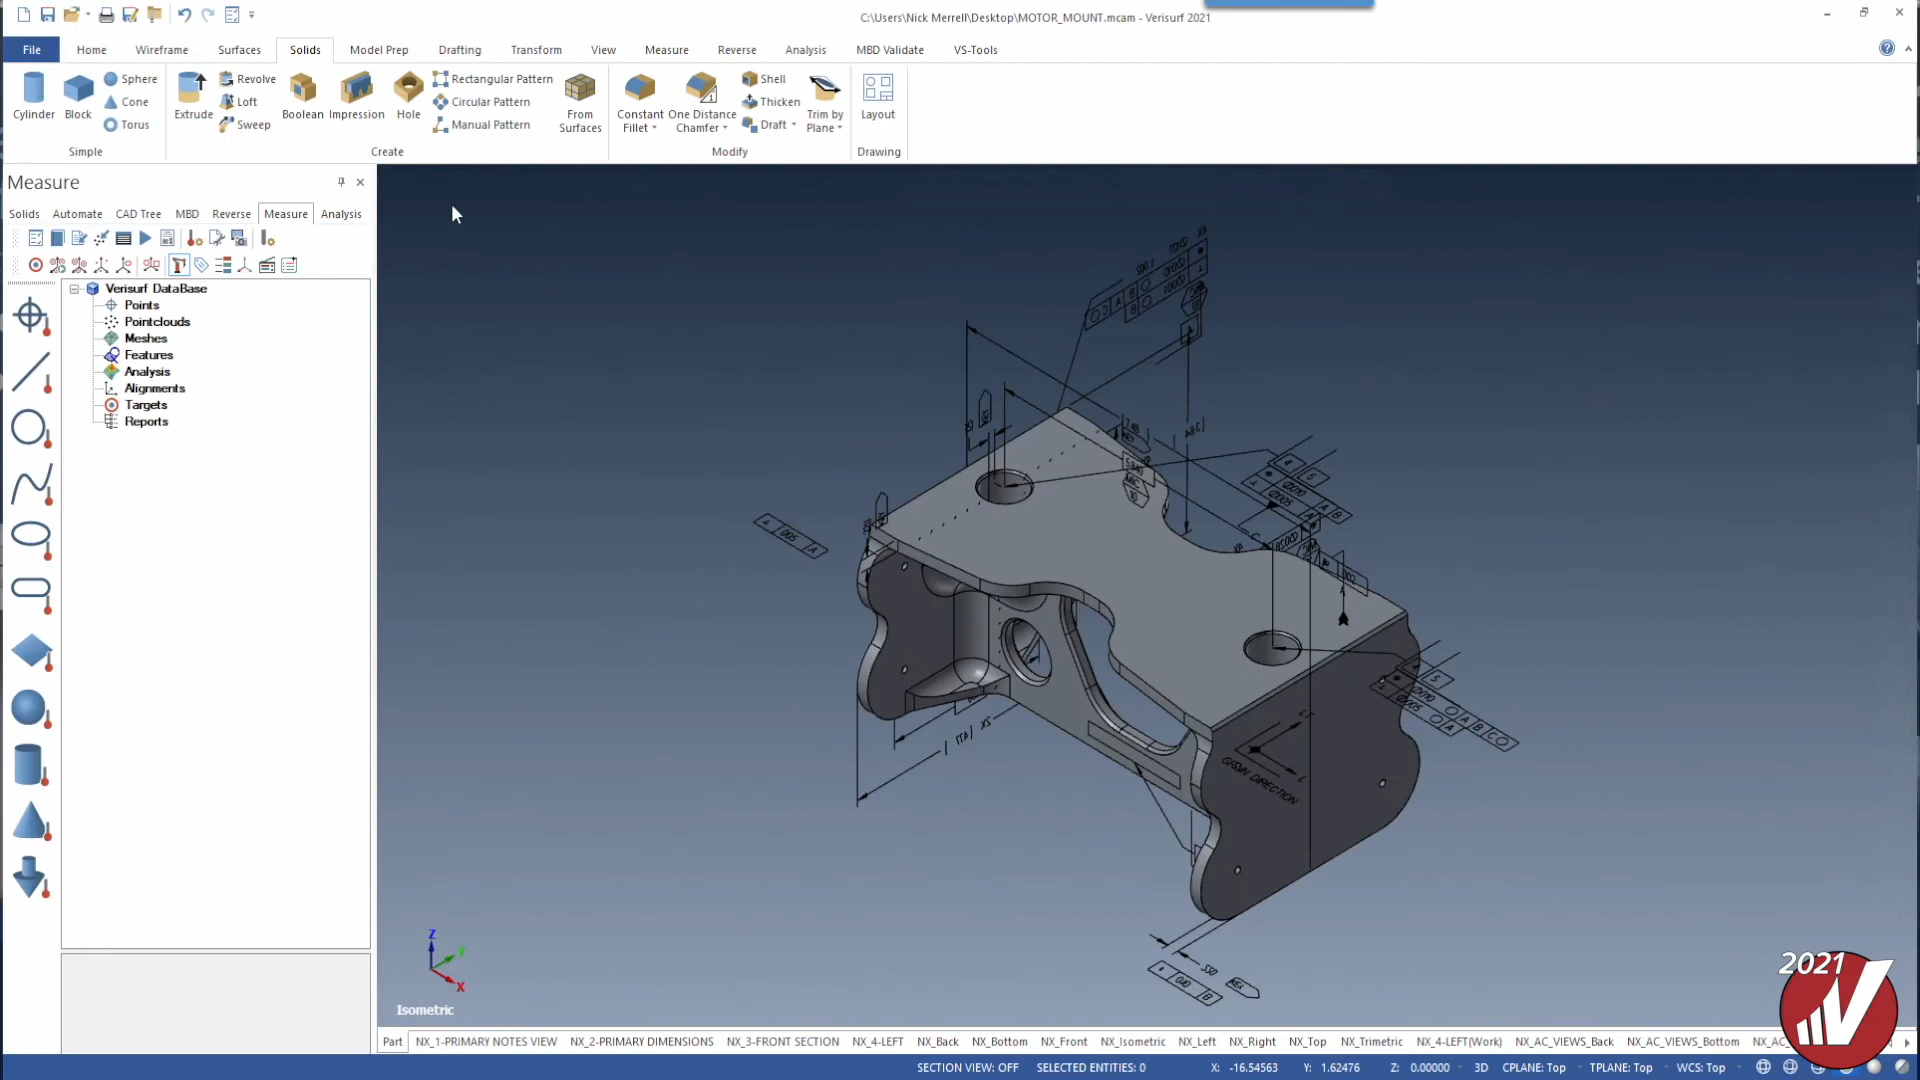 C:\Users\Nick Merrell\Desktop\MOTOR_MOUNT.mcam - Verisurf 2021
File Home Wireframe Surfaces Solids Model Prep Drafting Transform View Measure Reverse Analysis MBD Validate VS-Tools
Cylinder Block Sphere Cone Torus
Simple
Extrude Revolve Loft Sweep Boolean Impression Hole Rectangular Pattern Circular Pattern Manual Pattern From Surfaces
Create
Constant Fillet One Distance Chamfer Shell Thicken Draft Trim by Plane
Modify
Layout
Drawing
Measure
Solids Automate CAD Tree MBD Reverse Measure Analysis
Verisurf DataBase
Points
Pointclouds
Meshes
Features
Analysis
Alignments
Targets
Reports
GRAIN DIRECTION
Z
Y
X
Isometric
2021
Part NX_1-PRIMARY NOTES VIEW NX_2-PRIMARY DIMENSIONS NX_3-FRONT SECTION NX_4-LEFT NX_Back NX_Bottom NX_Front NX_Isometric NX_Left NX_Right NX_Top NX_Trimetric NX_4-LEFT(Work) NX_AC_VIEWS_Back NX_AC_VIEWS_Bottom
SECTION VIEW: OFF SELECTED ENTITIES: 0 X: -16.54563 Y: 1.62476 Z: 0.00000 3D CPLANE: Top TPLANE: Top WCS: Top